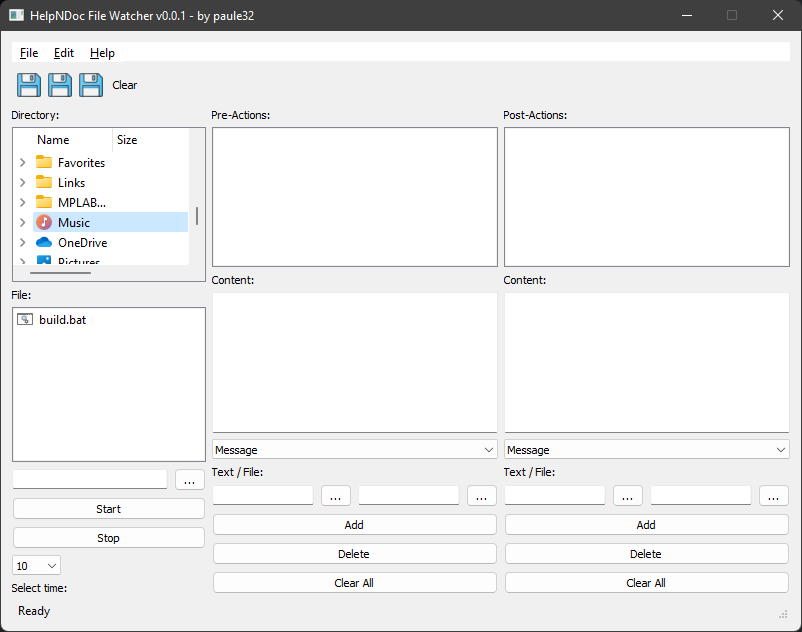 HelpNDoc File Watcher v0.0.1 - by paule32
File Edit Help
Clear
Directory:
Name Size
Favorites
Links
MPLAB...
Music
OneDrive
Pictures
File:
build.bat
...
Start
Stop
10
Select time:
Ready
Pre-Actions:
Content:
Message
Text / File:
... ...
Add
Delete
Clear All
Post-Actions:
Content:
Message
Text / File:
... ...
Add
Delete
Clear All